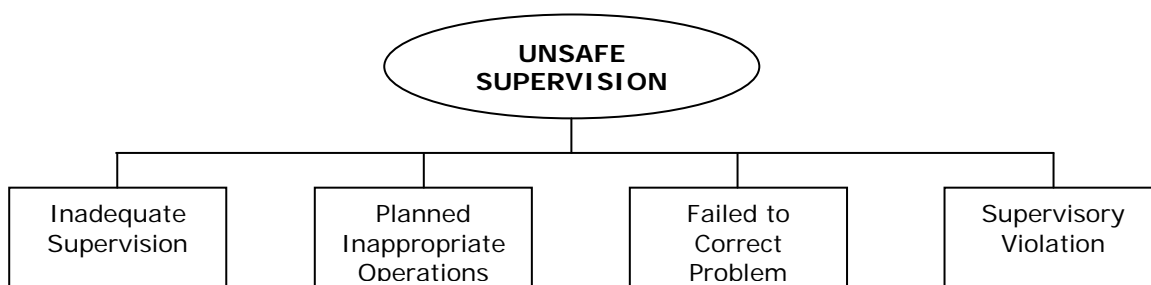 UNSAFE
SUPERVISION
Inadequate
Supervision
Planned
Inappropriate
Operations
Failed to
Correct
Problem
Supervisory
Violation